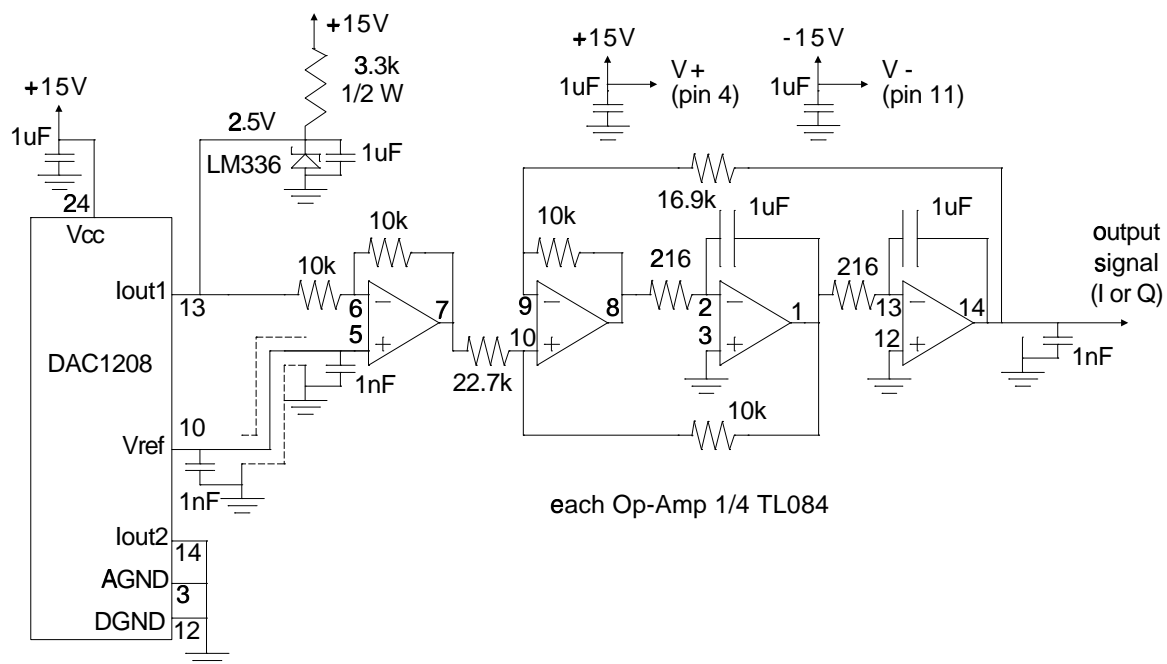 +15V
+15V
-15V
3.3k
1/2 W
1uF
V +
(pin 4)
1uF
V -
(pin 11)
+15V
1uF
2.5V
LM336
1uF
16.9k
24
Vcc
10k
10k
1uF
1uF
output
signal
(I or Q)
10k
216
216
Iout1
13
6
7
9
8
2
1
13
14
5
10
3
12
DAC1208
22.7k
1nF
1nF
10k
10
Vref
1nF
each Op-Amp 1/4 TL084
Iout2
14
AGND
3
DGND
12